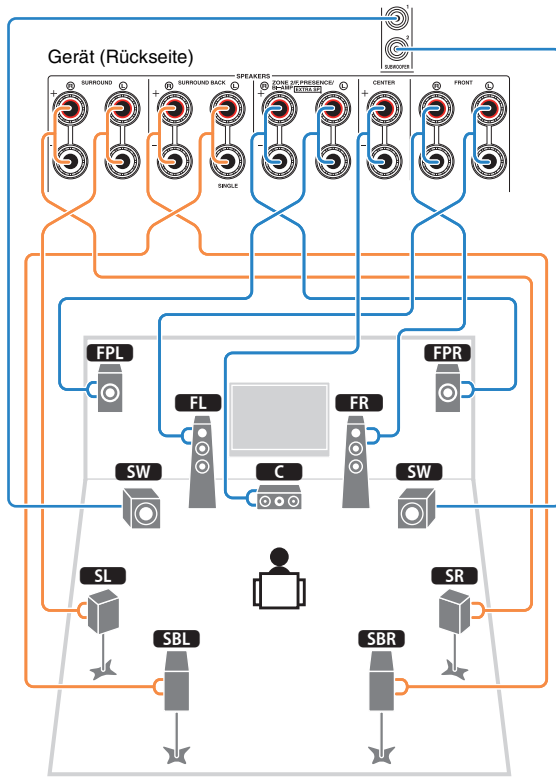 1
2
SUBWOOFER
Gerät (Rückseite)
SPEAKERS
R SURROUND L
R SURROUND BACK L
R ZONE 2/F.PRESENCE/ L
BI-AMP EXTRA SP
CENTER
R FRONT L
+ + + +
– – – –
SINGLE
FPL FPR
FL FR
SW C SW
SL SR
SBL SBR